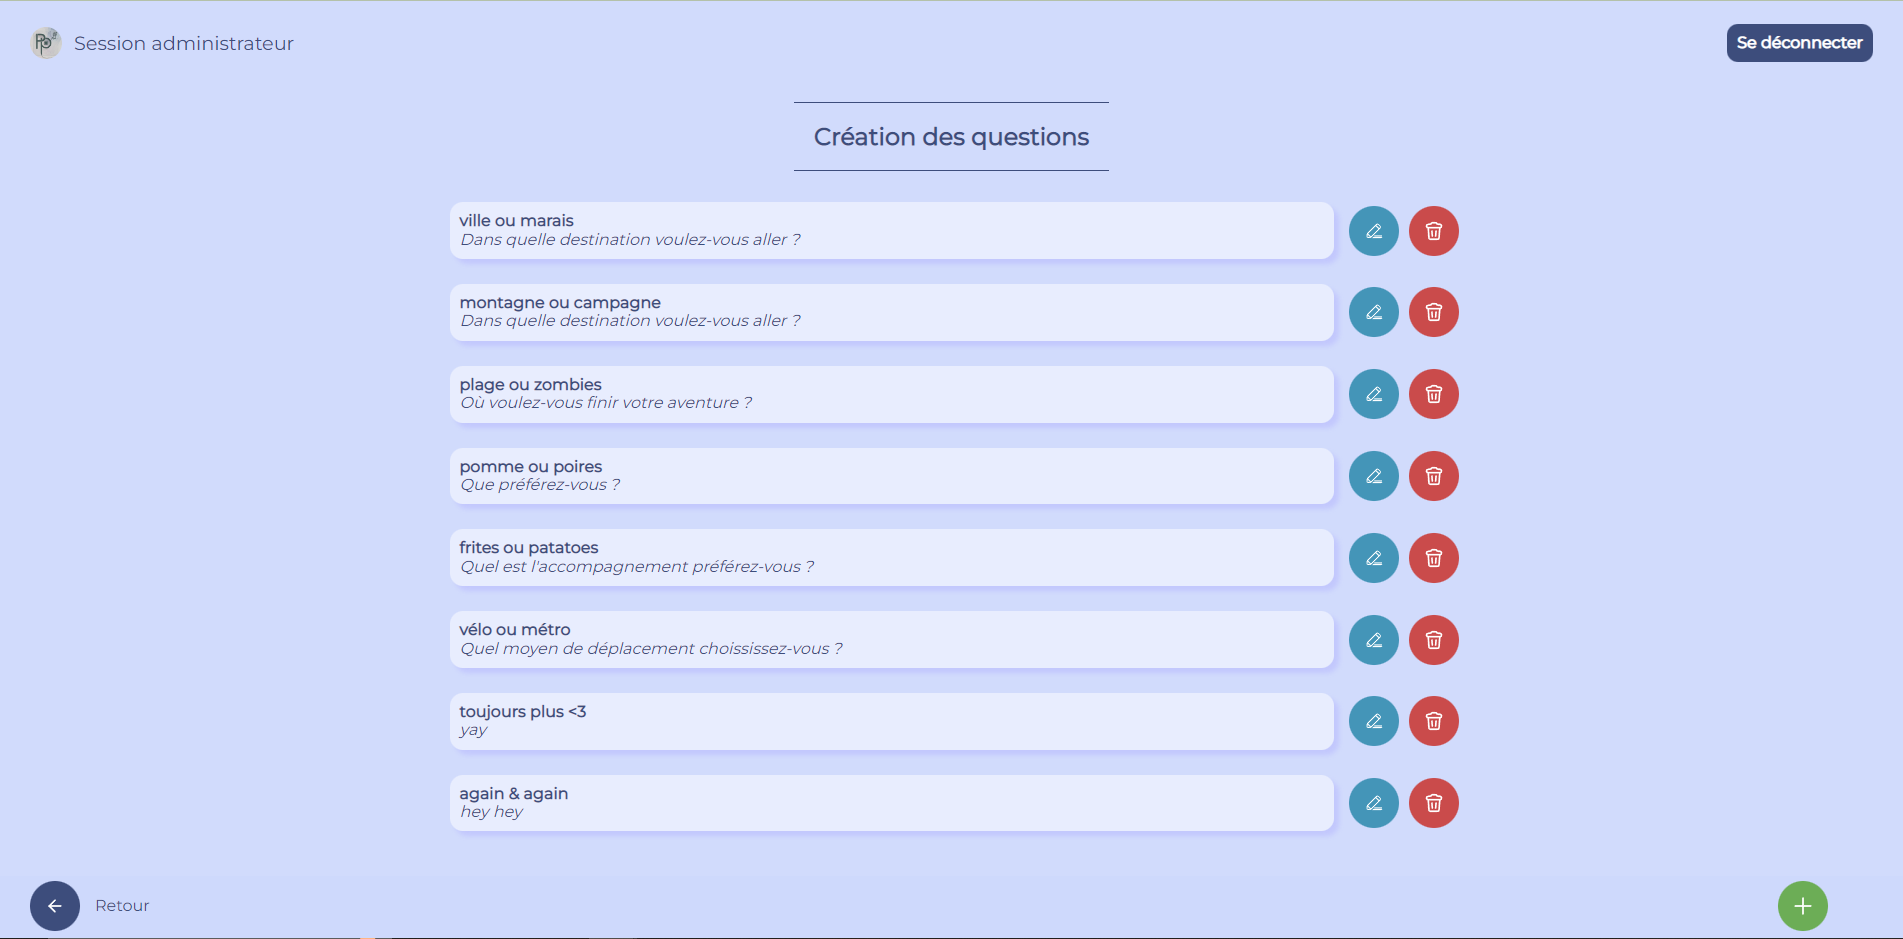 Session administrateur
Se déconnecter
Création des questions
ville ou marais
Dans quelle destination voulez-vous aller ?
montagne ou campagne
Dans quelle destination voulez-vous aller ?
plage ou zombies
Où voulez-vous finir votre aventure ?
pomme ou poires
Que préférez-vous ?
frites ou patatoes
Quel est l'accompagnement préférez-vous ?
vélo ou métro
Quel moyen de déplacement choississez-vous ?
toujours plus <3
yay
again & again
hey hey
Retour